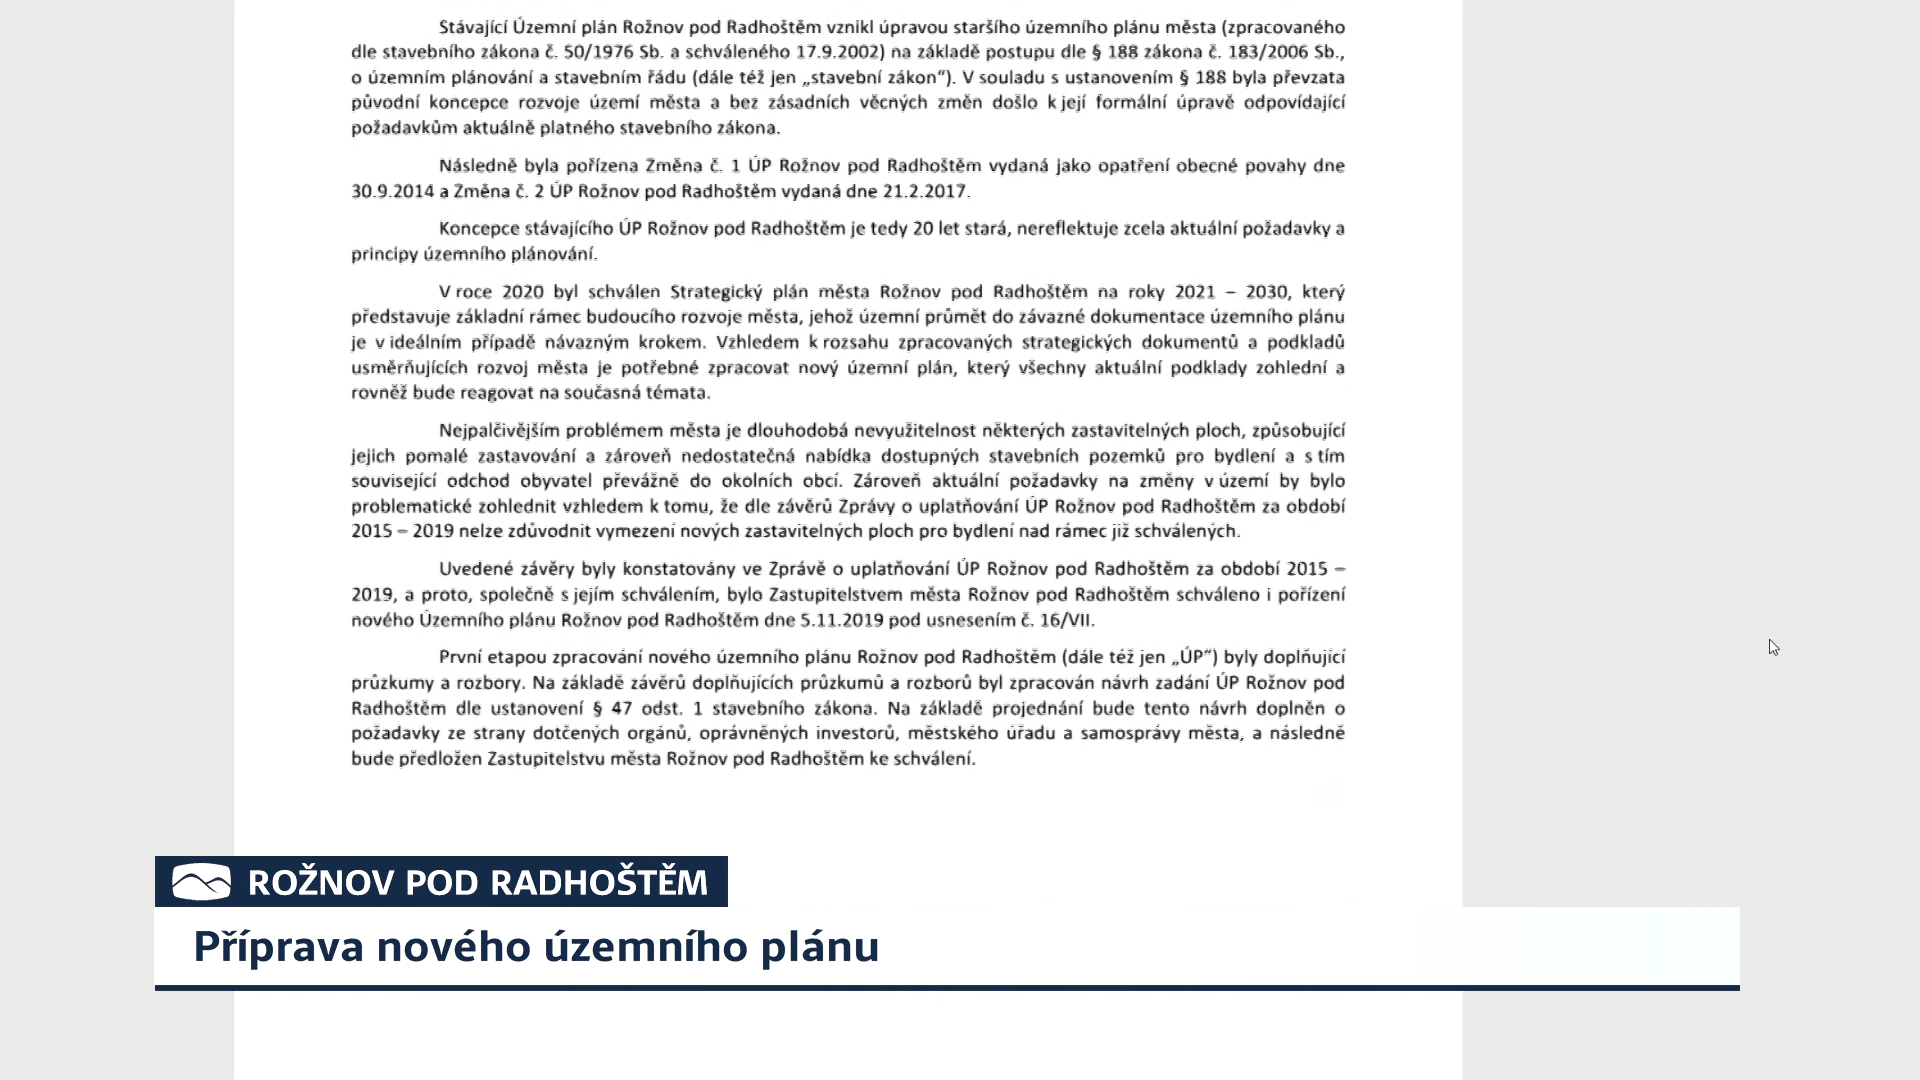 Stávající Územní plán Rožnov pod Radhoštěm vznikl úpravou staršího územního plánu města (zpracovaného
dle stavebního zákona č. 50/1976 Sb. a schváleného 17.9.2002) na základě postupu dle § 188 zákona č. 183/2006 Sb.,
o územním plánování a stavebním řádu (dále též jen „stavební zákon“). V souladu s ustanovením § 188 byla převzata
původní koncepce rozvoje území města a bez zásadních věcných změn došlo k její formální úpravě odpovídající
požadavkům aktuálně platného stavebního zákona.
Následně byla pořízena Změna č. 1 ÚP Rožnov pod Radhoštěm vydaná jako opatření obecné povahy dne
30.9.2014 a Změna č. 2 ÚP Rožnov pod Radhoštěm vydaná dne 21.2.2017.
Koncepce stávajícího ÚP Rožnov pod Radhoštěm je tedy 20 let stará, nereflektuje zcela aktuální požadavky a
principy územního plánování.
V roce 2020 byl schválen Strategický plán města Rožnov pod Radhoštěm na roky 2021 – 2030, který
představuje základní rámec budoucího rozvoje města, jehož územní průmět do závazné dokumentace územního plánu
je v ideálním případě návazným krokem. Vzhledem k rozsahu zpracovaných strategických dokumentů a podkladů
usměrňujících rozvoj města je potřebné zpracovat nový územní plán, který všechny aktuální podklady zohlední a
rovněž bude reagovat na současná témata.
Nejpalčivějším problémem města je dlouhodobá nevyužitelnost některých zastavitelných ploch, způsobující
jejich pomalé zastavování a zároveň nedostatečná nabídka dostupných stavebních pozemků pro bydlení a s tím
související odchod obyvatel převážně do okolních obcí. Zároveň aktuální požadavky na změny v území by bylo
problematické zohlednit vzhledem k tomu, že dle závěrů Zprávy o uplatňování ÚP Rožnov pod Radhoštěm za období
2015 – 2019 nelze zdůvodnit vymezení nových zastavitelných ploch pro bydlení nad rámec již schválených.
Uvedené závěry byly konstatovány ve Zprávě o uplatňování ÚP Rožnov pod Radhoštěm za období 2015 –
2019, a proto, společně s jejím schválením, bylo Zastupitelstvem města Rožnov pod Radhoštěm schváleno i pořízení
nového Územního plánu Rožnov pod Radhoštěm dne 5.11.2019 pod usnesením č. 16/VII.
První etapou zpracování nového územního plánu Rožnov pod Radhoštěm (dále též jen „ÚP“) byly doplňující
průzkumy a rozbory. Na základě závěrů doplňujících průzkumů a rozborů byl zpracován návrh zadání ÚP Rožnov pod
Radhoštěm dle ustanovení § 47 odst. 1 stavebního zákona. Na základě projednání bude tento návrh doplněn o
požadavky ze strany dotčených orgánů, oprávněných investorů, městského úřadu a samosprávy města, a následně
bude předložen Zastupitelstvu města Rožnov pod Radhoštěm ke schválení.
ROŽNOV POD RADHOŠTĚM
Příprava nového územního plánu